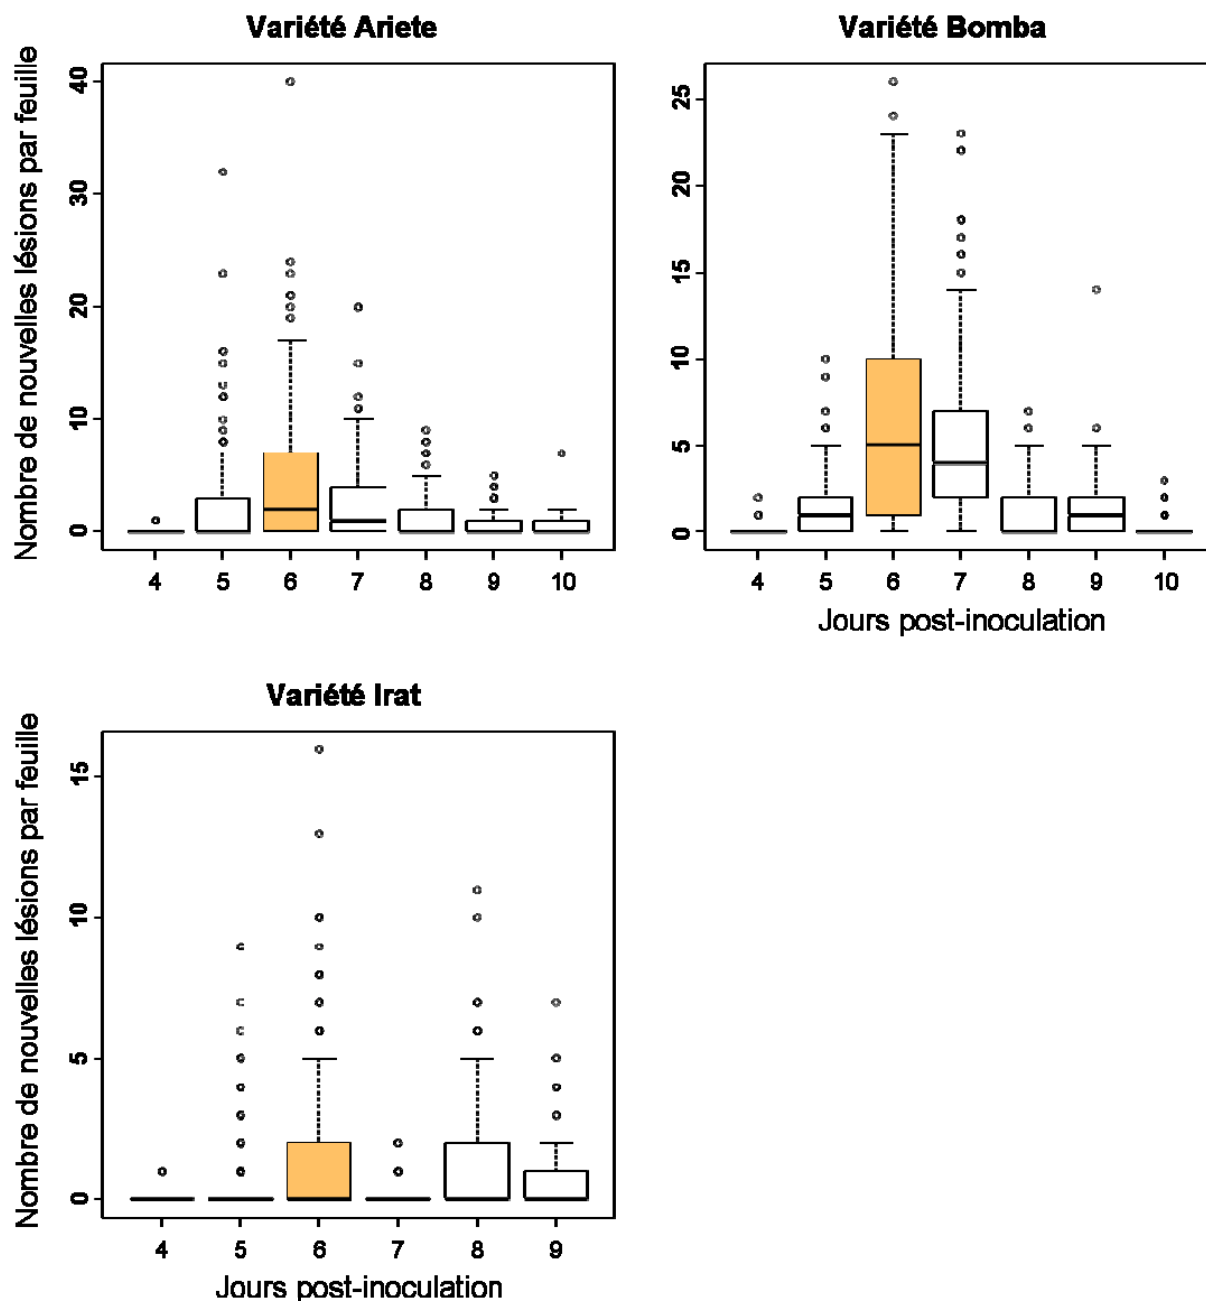 Variété Ariete
Nombre de nouvelles lésions par feuille
40
30
20
10
0
4 5 6 7 8 9 10
Variété Bomba
25
20
15
10
5
0
4 5 6 7 8 9 10
Jours post-inoculation
Variété Irat
Nombre de nouvelles lésions par feuille
15
10
5
0
4 5 6 7 8 9
Jours post-inoculation